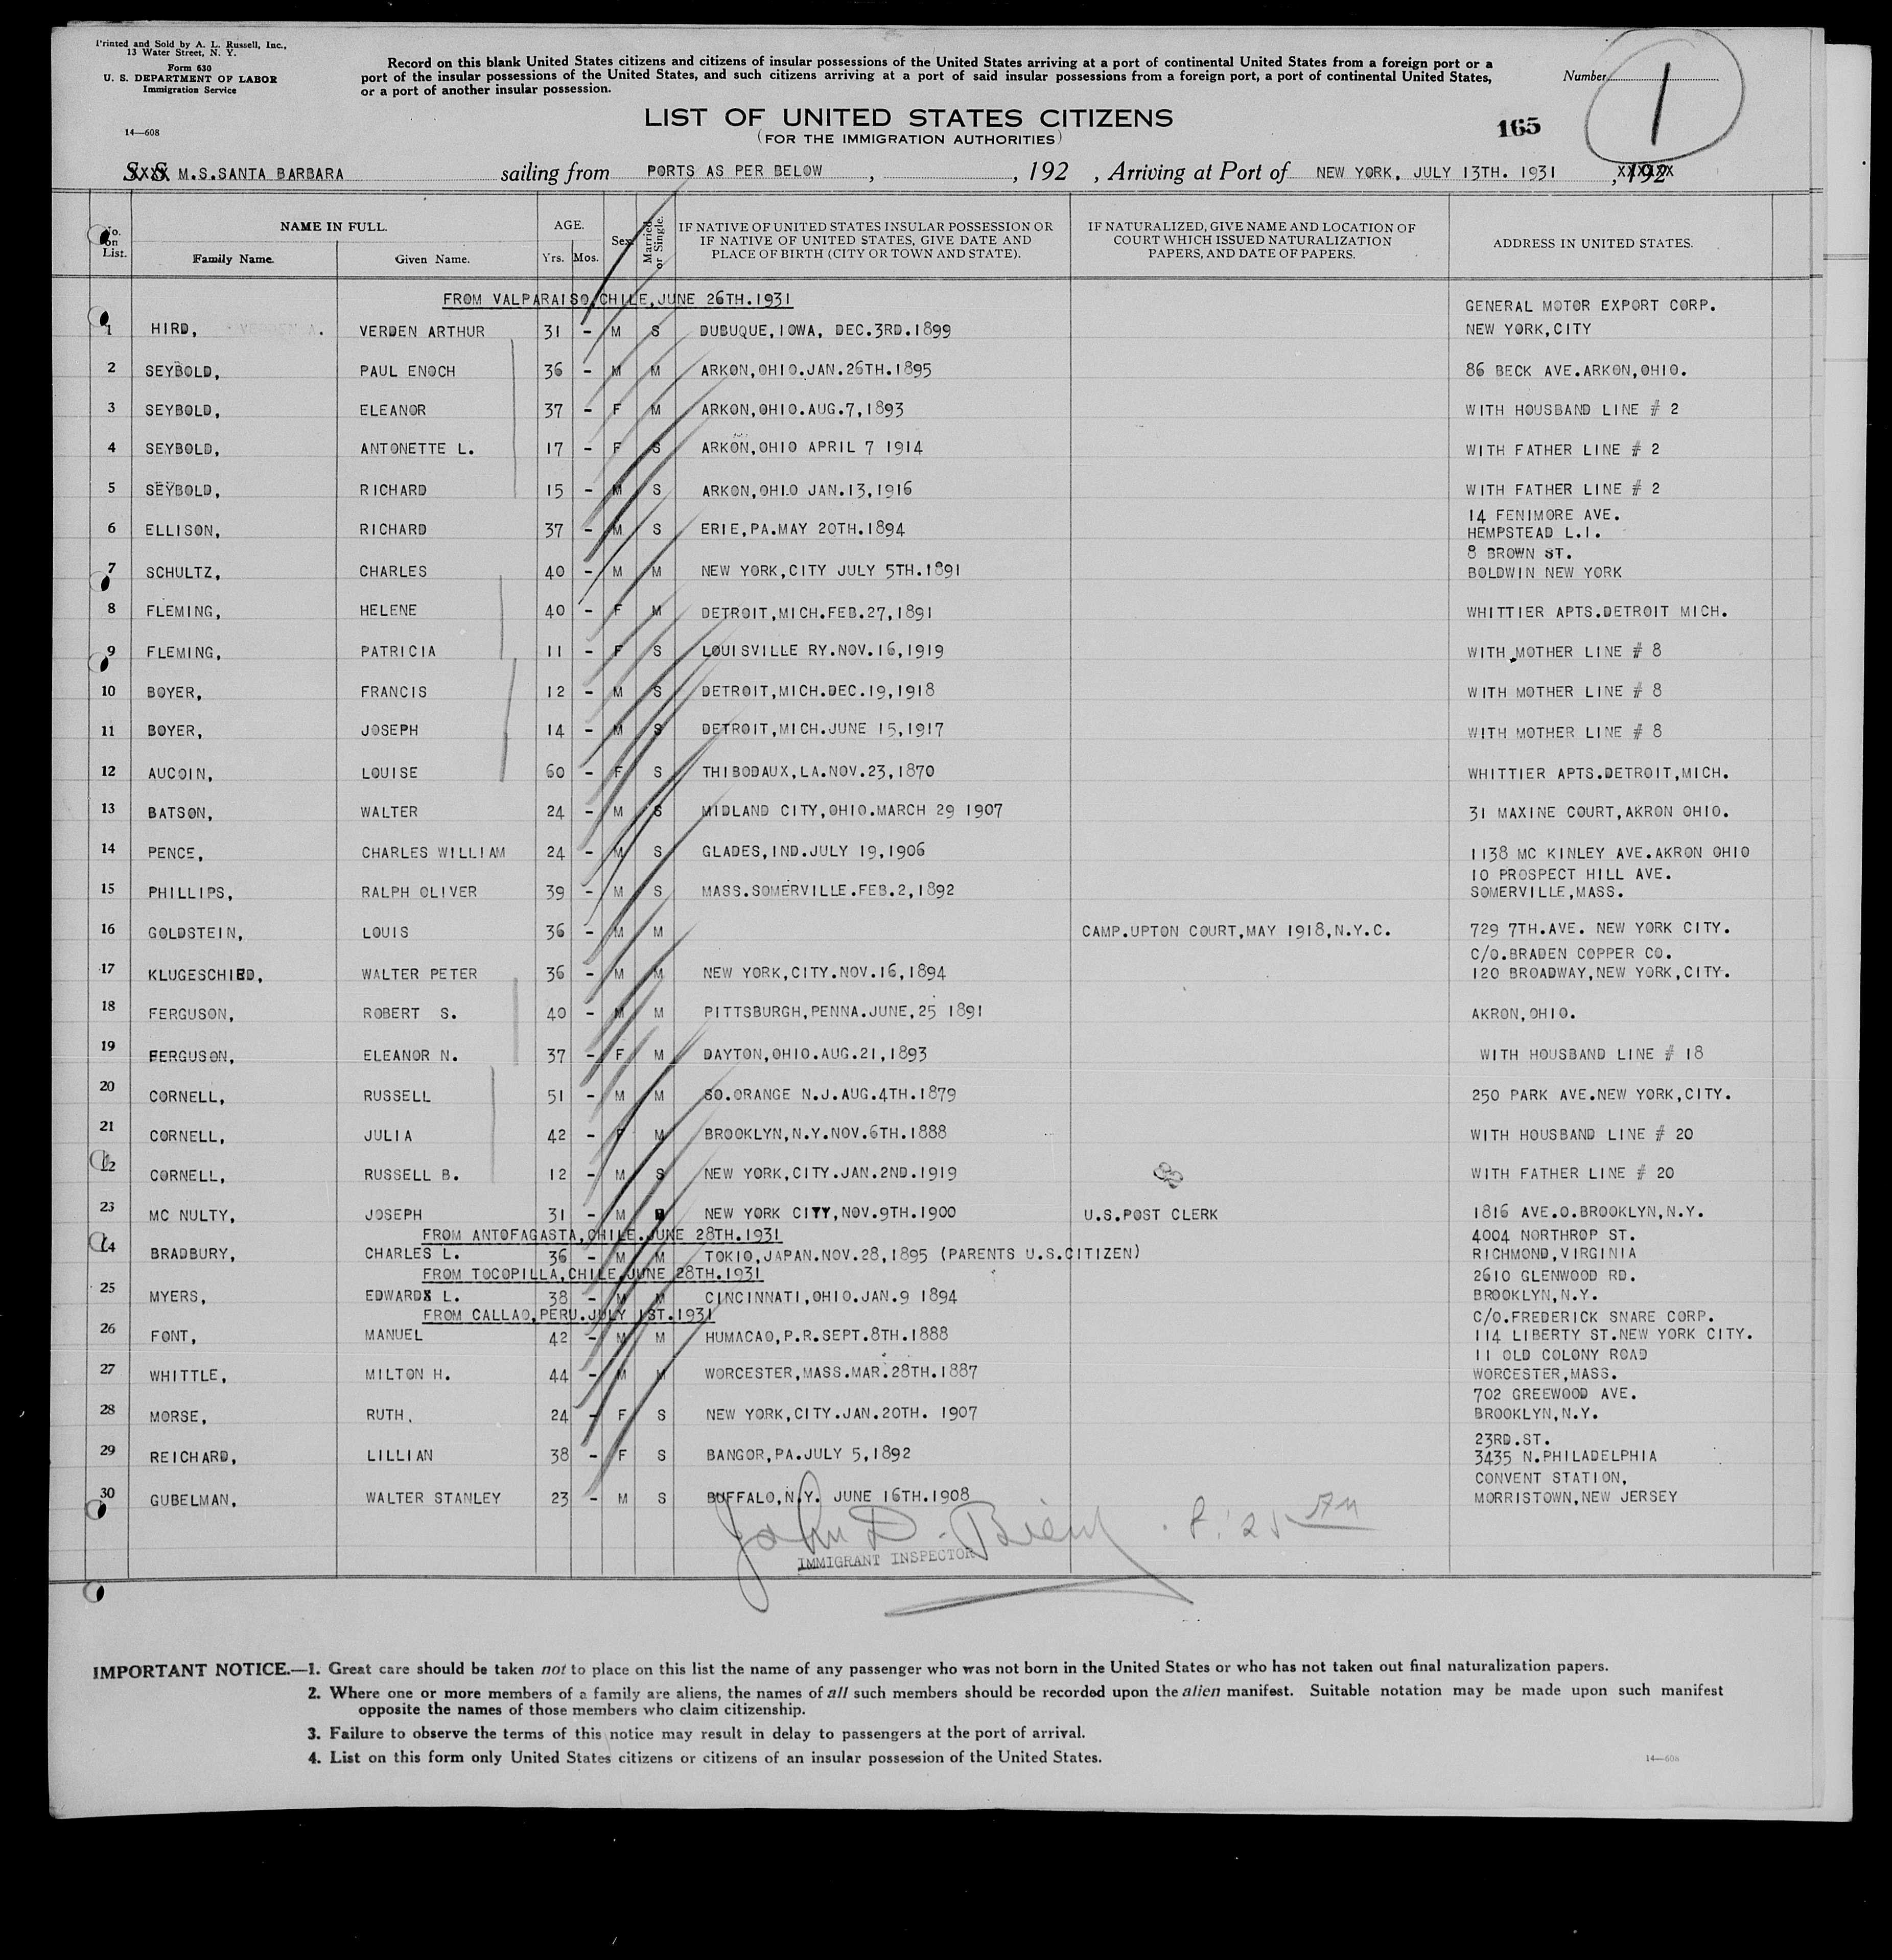 Printed and Sold by A. L. Russell, Inc.,
13 Water Street, N. Y.
Form 630
U. S. DEPARTMENT OF LABOR
Immigration Service
14—608
Record on this blank United States citizens and citizens of insular possessions of the United States arriving at a port of continental United States from a foreign port or a
port of the insular possessions of the United States, and such citizens arriving at a port of said insular possessions from a foreign port, a port of continental United States,
or a port of another insular possession.
Number 1
LIST OF UNITED STATES CITIZENS
(FOR THE IMMIGRATION AUTHORITIES)
165
S. S. M.S.SANTA BARBARA sailing from PORTS AS PER BELOW , , 192 , Arriving at Port of NEW YORK, JULY 13TH. 1931 , 192
No. on List. NAME IN FULL. Family Name. Given Name. AGE. Yrs. Mos. Sex Married or Single. IF NATIVE OF UNITED STATES INSULAR POSSESSION OR IF NATIVE OF UNITED STATES, GIVE DATE AND PLACE OF BIRTH (CITY OR TOWN AND STATE). IF NATURALIZED, GIVE NAME AND LOCATION OF COURT WHICH ISSUED NATURALIZATION PAPERS, AND DATE OF PAPERS. ADDRESS IN UNITED STATES.
FROM VALPARAISO,CHILE,JUNE 26TH.1931
GENERAL MOTOR EXPORT CORP.
1 HIRD, VERDEN ARTHUR 31 - M S DUBUQUE,IOWA, DEC.3RD.1899 NEW YORK,CITY
2 SEYBOLD, PAUL ENOCH 36 - M M ARKON,OHIO.JAN.26TH.1895 86 BECK AVE.ARKON,OHIO.
3 SEYBOLD, ELEANOR 37 - F M ARKON,OHIO.AUG.7,1893 WITH HOUSBAND LINE # 2
4 SEYBOLD, ANTONETTE L. 17 - F S ARKON,OHIO APRIL 7 1914 WITH FATHER LINE # 2
5 SEYBOLD, RICHARD 15 - M S ARKON,OHIO JAN.13,1916 WITH FATHER LINE # 2
14 FENIMORE AVE.
6 ELLISON, RICHARD 37 - M S ERIE,PA.MAY 20TH.1894 HEMPSTEAD L.I.
8 BROWN ST.
7 SCHULTZ, CHARLES 40 - M M NEW YORK,CITY JULY 5TH.1891 BOLDWIN NEW YORK
8 FLEMING, HELENE 40 - F M DETROIT,MICH.FEB.27,1891 WHITTIER APTS.DETROIT MICH.
9 FLEMING, PATRICIA 11 - F S LOUISVILLE RY.NOV.16,1919 WITH MOTHER LINE # 8
10 BOYER, FRANCIS 12 - M S DETROIT,MICH.DEC.19,1918 WITH MOTHER LINE # 8
11 BOYER, JOSEPH 14 - M S DETROIT,MICH.JUNE 15,1917 WITH MOTHER LINE # 8
12 AUCOIN, LOUISE 60 - F S THIBODAUX,LA.NOV.23,1870 WHITTIER APTS.DETROIT,MICH.
13 BATSON, WALTER 24 - M S MIDLAND CITY,OHIO.MARCH 29 1907 31 MAXINE COURT,AKRON OHIO.
14 PENCE, CHARLES WILLIAM 24 - M S GLADES,IND.JULY 19,1906 1138 MC KINLEY AVE.AKRON OHIO
10 PROSPECT HILL AVE.
15 PHILLIPS, RALPH OLIVER 39 - M S MASS.SOMERVILLE.FEB.2,1892 SOMERVILLE,MASS.
16 GOLDSTEIN, LOUIS 36 - M M CAMP.UPTON COURT,MAY 1918,N.Y.C. 729 7TH.AVE. NEW YORK CITY.
C/O.BRADEN COPPER CO.
17 KLUGESCHIED, WALTER PETER 36 - M M NEW YORK,CITY.NOV.16,1894 120 BROADWAY,NEW YORK,CITY.
18 FERGUSON, ROBERT S. 40 - M M PITTSBURGH,PENNA.JUNE,25 1891 AKRON,OHIO.
19 FERGUSON, ELEANOR N. 37 - F M DAYTON,OHIO.AUG.21,1893 WITH HOUSBAND LINE # 18
20 CORNELL, RUSSELL 51 - M M SO.ORANGE N.J.AUG.4TH.1879 250 PARK AVE.NEW YORK,CITY.
21 CORNELL, JULIA 42 - F M BROOKLYN,N.Y.NOV.6TH.1888 WITH HOUSBAND LINE # 20
22 CORNELL, RUSSELL B. 12 - M S NEW YORK,CITY.JAN.2ND.1919 WITH FATHER LINE # 20
23 MC NULTY, JOSEPH 31 - M NEW YORK CITY,NOV.9TH.1900 U.S.POST CLERK 1816 AVE.O.BROOKLYN,N.Y.
FROM ANTOFAGASTA,CHILE.JUNE 28TH.1931 4004 NORTHROP ST.
24 BRADBURY, CHARLES L. 36 - M M TOKIO,JAPAN.NOV.28,1895 (PARENTS U.S.CITIZEN) RICHMOND,VIRGINIA
FROM TOCOPILLA,CHILE,JUNE 28TH.1931 2610 GLENWOOD RD.
25 MYERS, EDWARD L. 38 - M M CINCINNATI,OHIO.JAN.9 1894 BROOKLYN,N.Y.
FROM CALLAO,PERU.JULY 1ST.1931 C/O.FREDERICK SNARE CORP.
26 FONT, MANUEL 42 - M M HUMACAO,P.R.SEPT.8TH.1888 114 LIBERTY ST.NEW YORK CITY.
11 OLD COLONY ROAD
27 WHITTLE, MILTON H. 44 - M M WORCESTER,MASS.MAR.28TH.1887 WORCESTER,MASS.
702 GREEWOOD AVE.
28 MORSE, RUTH, 24 - F S NEW YORK,CITY.JAN.20TH. 1907 BROOKLYN,N.Y.
23RD.ST.
29 REICHARD, LILLIAN 38 - F S BANGOR,PA.JULY 5,1892 3435 N.PHILADELPHIA
CONVENT STATION,
30 GUBELMAN, WALTER STANLEY 23 - M S BUFFALO,N.Y. JUNE 16TH.1908 MORRISTOWN,NEW JERSEY
John D. 8:25 AM
IMMIGRANT INSPECTOR
IMPORTANT NOTICE.—1. Great care should be taken not to place on this list the name of any passenger who was not born in the United States or who has not taken out final naturalization papers.
2. Where one or more members of a family are aliens, the names of all such members should be recorded upon the alien manifest. Suitable notation may be made upon such manifest
opposite the names of those members who claim citizenship.
3. Failure to observe the terms of this notice may result in delay to passengers at the port of arrival.
4. List on this form only United States citizens or citizens of an insular possession of the United States.
14—608